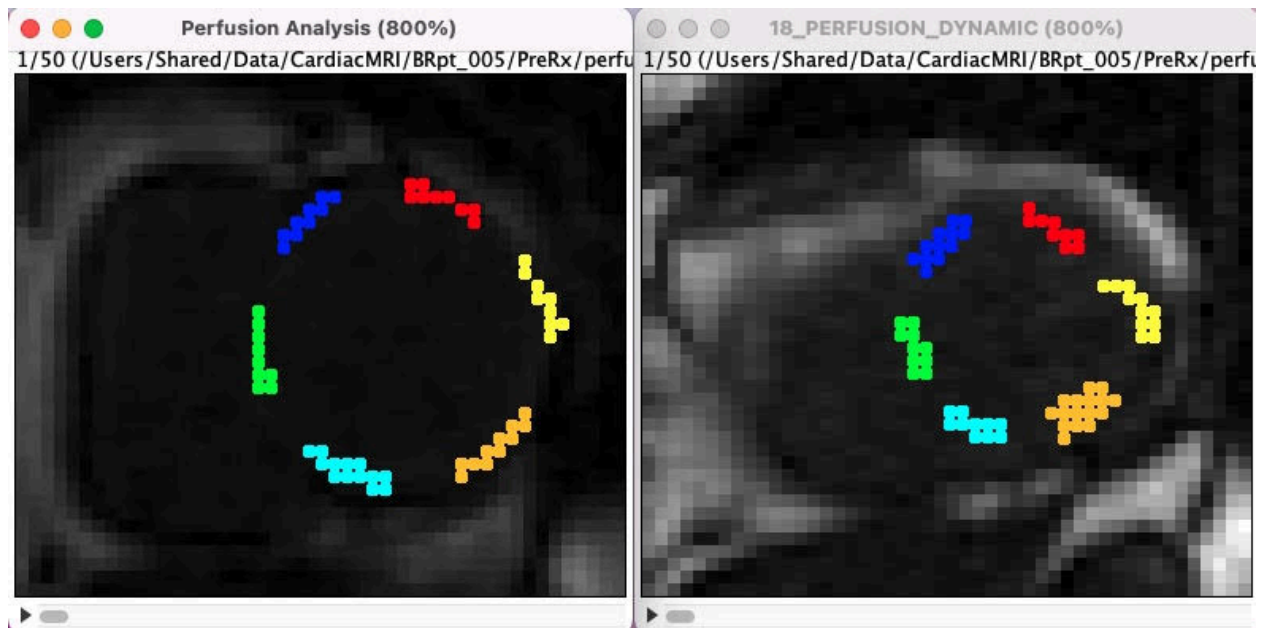 Perfusion Analysis (800%)
1/50 (/Users/Shared/Data/CardiacMRI/BRpt_005/PreRx/perfu
18_PERFUSION_DYNAMIC (800%)
1/50 (/Users/Shared/Data/CardiacMRI/BRpt_005/PreRx/perfu